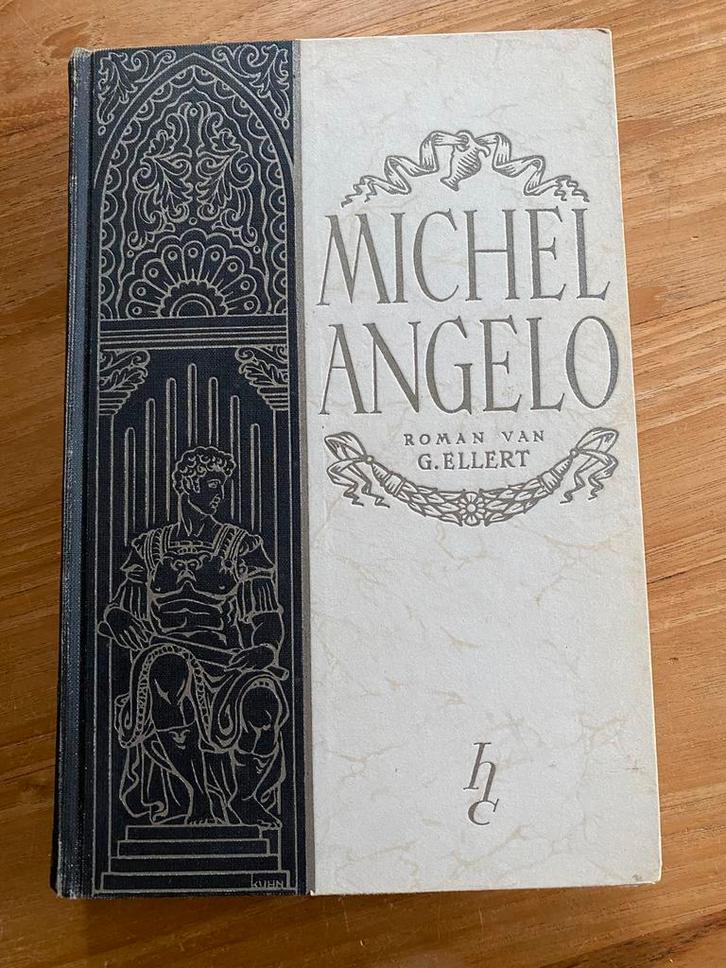 MICHEL
ANGELO
ROMAN VAN
G. ELLERT
hc
KUHN